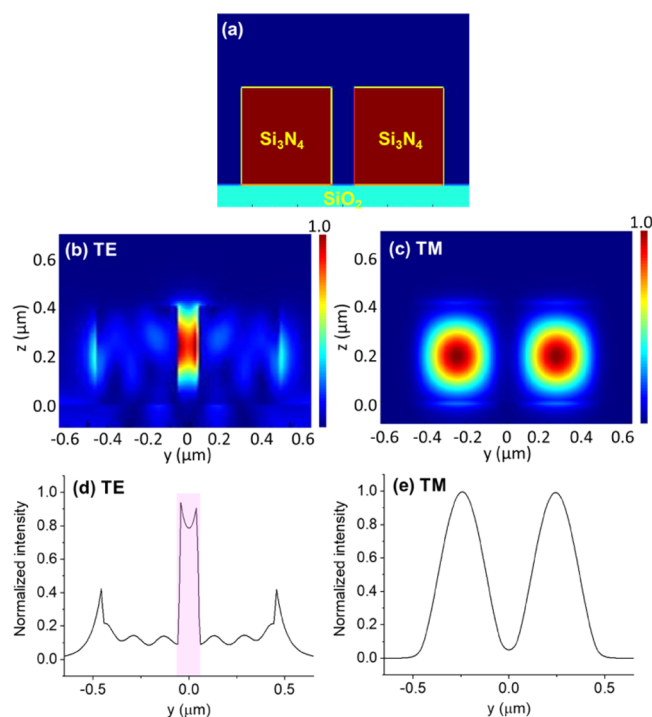 (a)
Si₃N₄ Si₃N₄
SiO₂
1.0 1.0
(b) TE (c) TM
0.6 0.6
0.4 0.4
z (μm) z (μm)
0.2 0.2
0.0 0.0
-0.6 -0.4 -0.2 0 0.2 0.4 0.6 -0.6 -0.4 -0.2 0 0.2 0.4 0.6
y (μm) y (μm)
(d) TE (e) TM
1.0 1.0
0.8 0.8
Normalized intensity Normalized intensity
0.6 0.6
0.4 0.4
0.2 0.2
0.0 0.0
-0.5 0.0 0.5 -0.5 0.0 0.5
y (μm) y (μm)